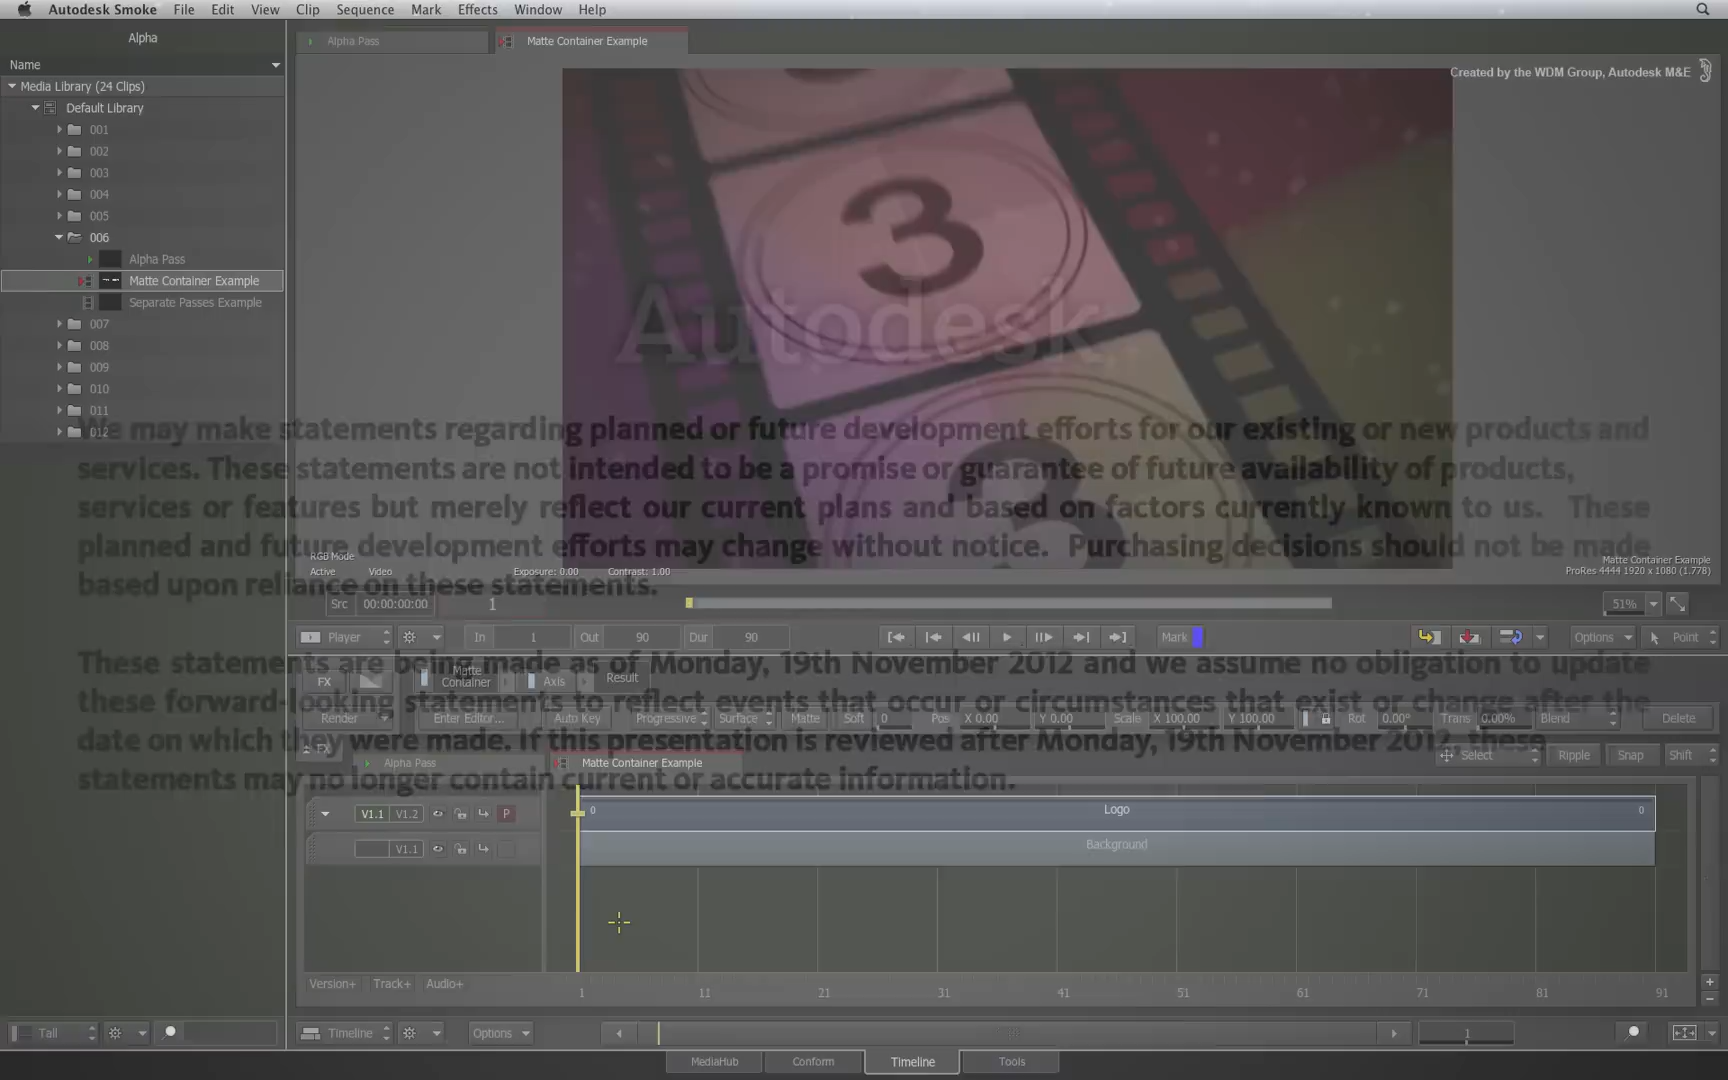 Autodesk Smoke File Edit View Clip Sequence Mark Effects Window Help
Alpha
Alpha Pass
Matte Container Example
Name
Created by the WDM Group, Autodesk M&E
Media Library (24 Clips)
Default Library
001
002
003
004
005
006
Alpha Pass
Matte Container Example
Separate Passes Example
007
008
009
010
011
012
3
Autodesk
3
We may make statements regarding planned or future development efforts for our existing or new products and
services. These statements are not intended to be a promise or guarantee of future availability of products,
services or features but merely reflect our current plans and based on factors currently known to us. These
planned and future development efforts may change without notice. Purchasing decisions should not be made
based upon reliance on these statements.
RGB Mode
Active Video Exposure: 0.00 Contrast: 1.00
Matte Container Example
ProRes 4444 1920 x 1080 (1.778)
Src 00:00:00:00 1 51%
Player In 1 Out 90 Dur 90 Mark Options Point
These statements are being made as of Monday, 19th November 2012 and we assume no obligation to update
these forward-looking statements to reflect events that occur or circumstances that exist or change after the
date on which they were made. If this presentation is reviewed after Monday, 19th November 2012, these
statements may no longer contain current or accurate information.
FX Matte Container Axis Result
Render Enter Editor... Auto Key Progressive Surface Matte Soft 0 Pos X 0.00 Y 0.00 Scale X 100.00 Y 100.00 Rot 0.00° Trans 0.00% Blend Delete
FX Alpha Pass Matte Container Example Select Ripple Snap Shift
V1.1 V1.2 P 0 Logo 0
V1.1 Background
Version+ Track+ Audio+
1 11 21 31 41 51 61 71 81 91
Tall Timeline Options 1
MediaHub Conform Timeline Tools